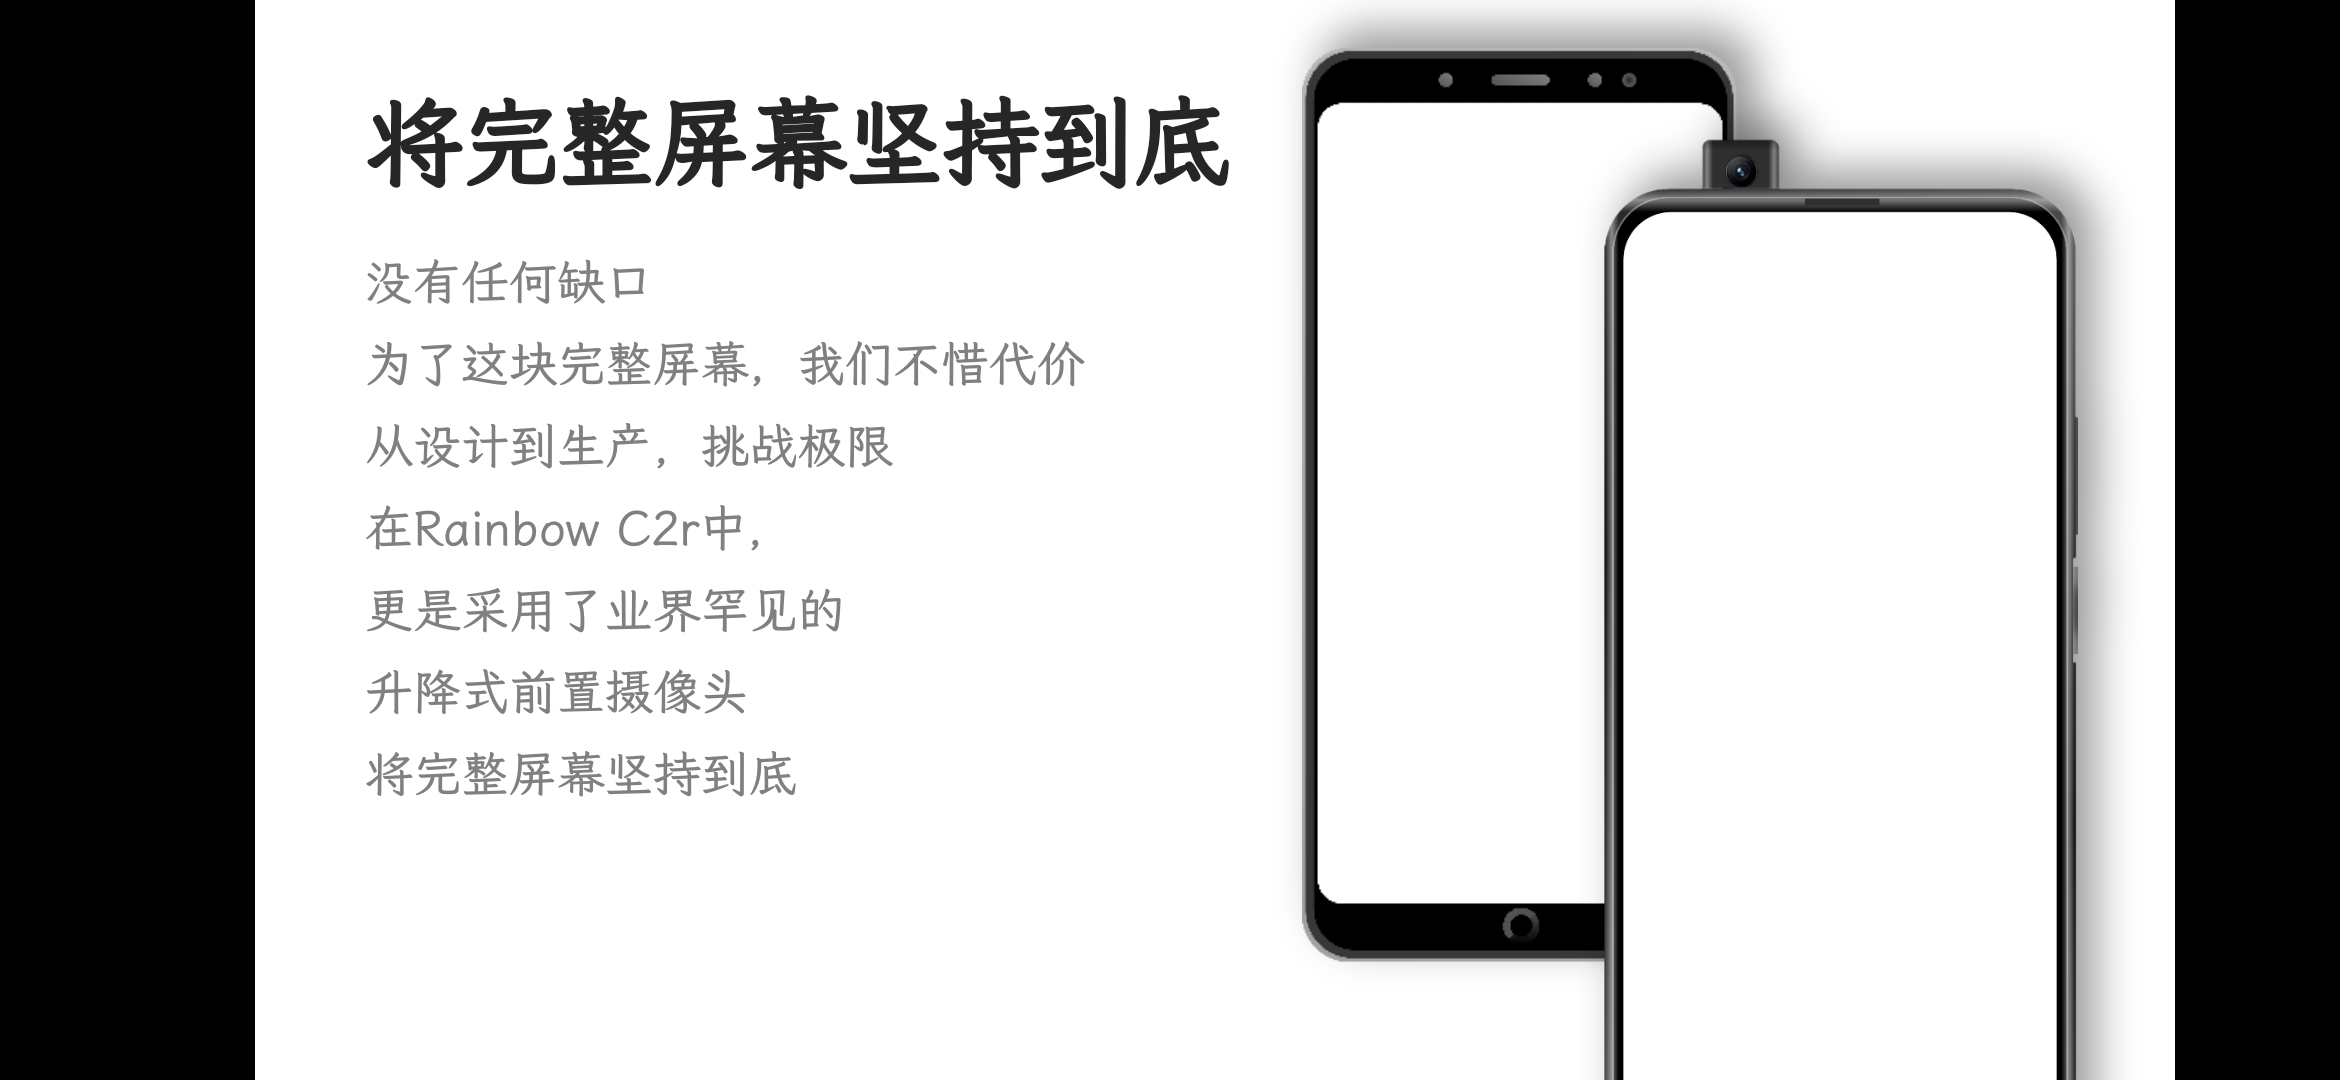 将完整屏幕坚持到底
没有任何缺口
为了这块完整屏幕，我们不惜代价
从设计到生产，挑战极限
在Rainbow C2r中，
更是采用了业界罕见的
升降式前置摄像头
将完整屏幕坚持到底